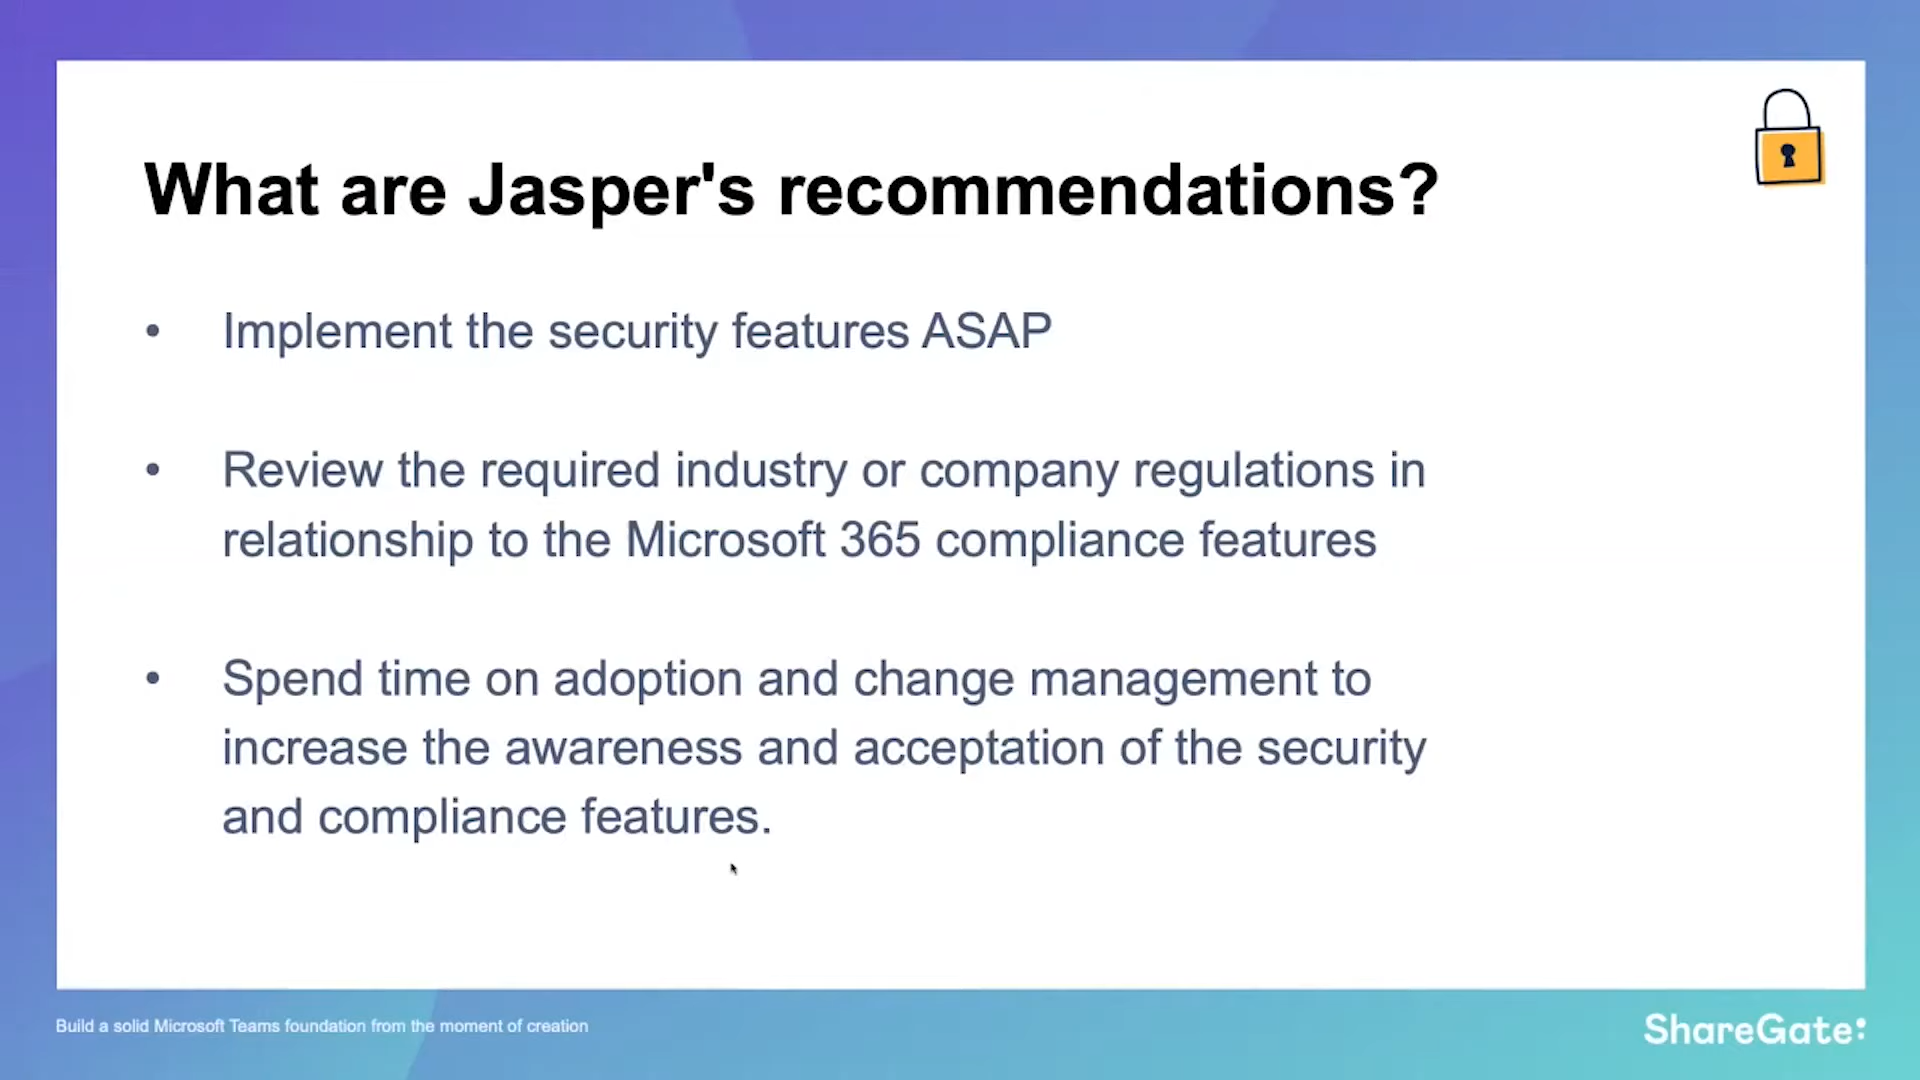 What are Jasper's recommendations?
• Implement the security features ASAP
• Review the required industry or company regulations in
relationship to the Microsoft 365 compliance features
• Spend time on adoption and change management to
increase the awareness and acceptation of the security
and compliance features.
Build a solid Microsoft Teams foundation from the moment of creation
ShareGate: